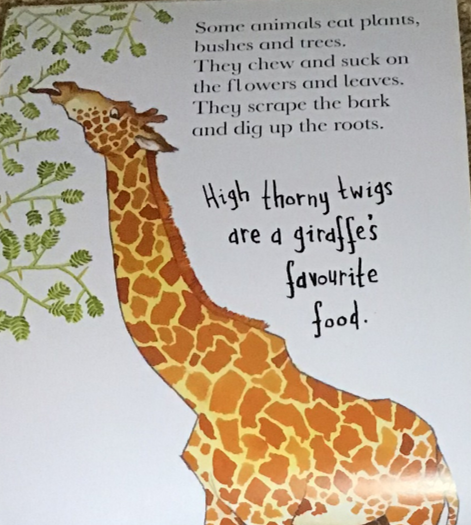 Some animals eat plants,
bushes and trees.
They chew and suck on
the flowers and leaves.
They scrape the bark
and dig up the roots.
High thorny twigs
are a giraffe's
favourite
food.